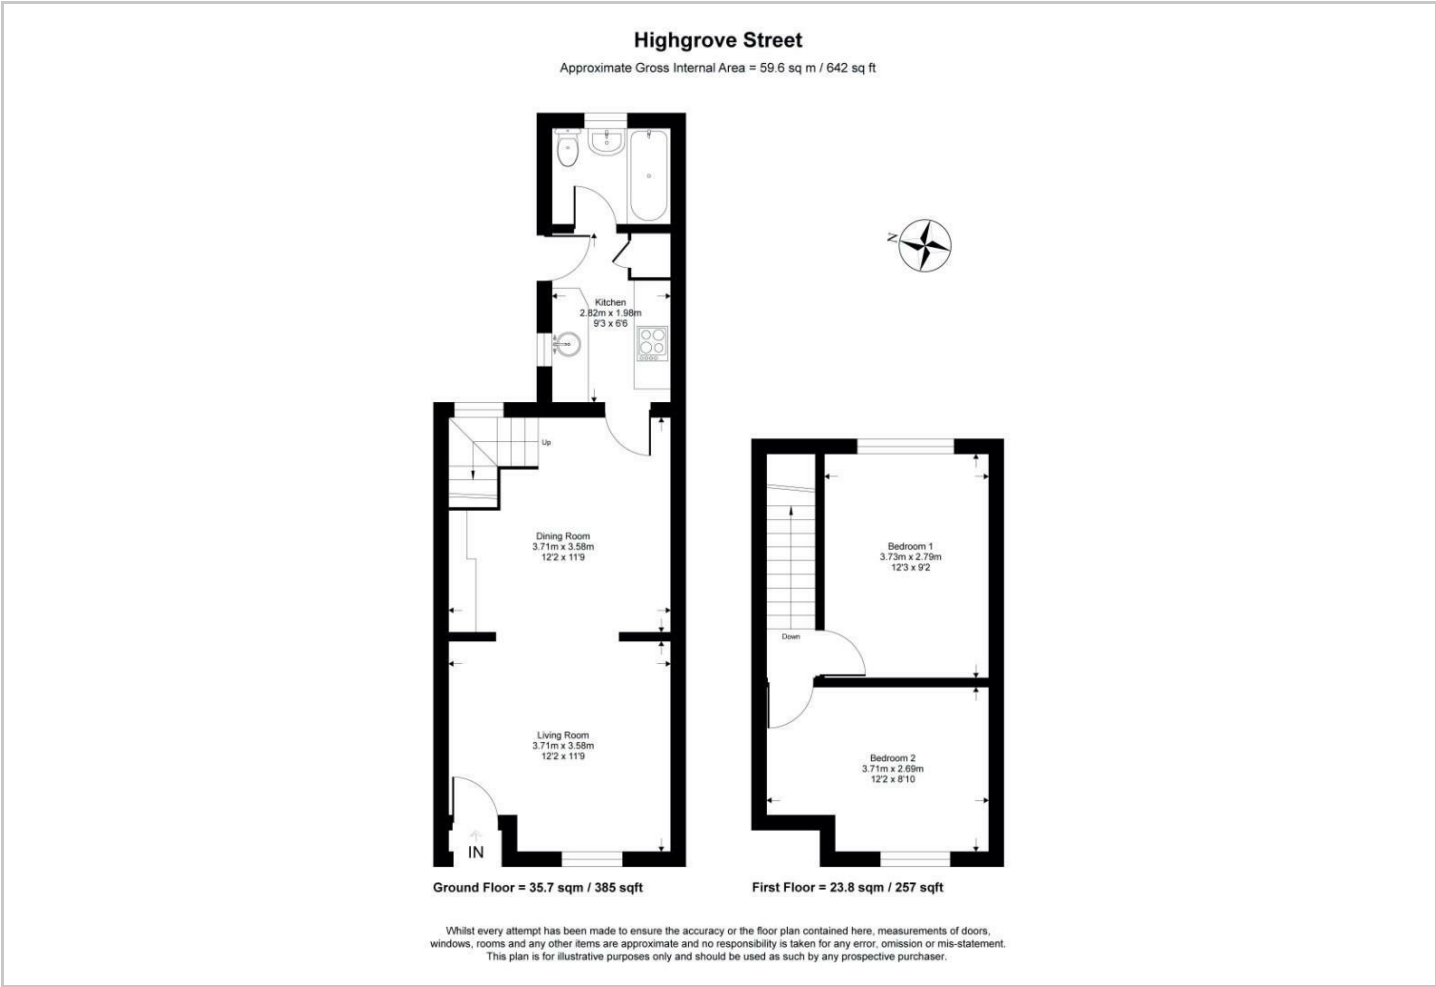 Highgrove Street
Approximate Gross Internal Area = 59.6 sq m / 642 sq ft
N
Kitchen
2.82m x 1.98m
9'3 x 6'6
Up
Dining Room
3.71m x 3.58m
12'2 x 11'9
Living Room
3.71m x 3.58m
12'2 x 11'9
IN
Bedroom 1
3.73m x 2.79m
12'3 x 9'2
Down
Bedroom 2
3.71m x 2.69m
12'2 x 8'10
Ground Floor = 35.7 sqm / 385 sqft
First Floor = 23.8 sqm / 257 sqft
Whilst every attempt has been made to ensure the accuracy or the floor plan contained here, measurements of doors,
windows, rooms and any other items are approximate and no responsibility is taken for any error, omission or mis-statement.
This plan is for illustrative purposes only and should be used as such by any prospective purchaser.